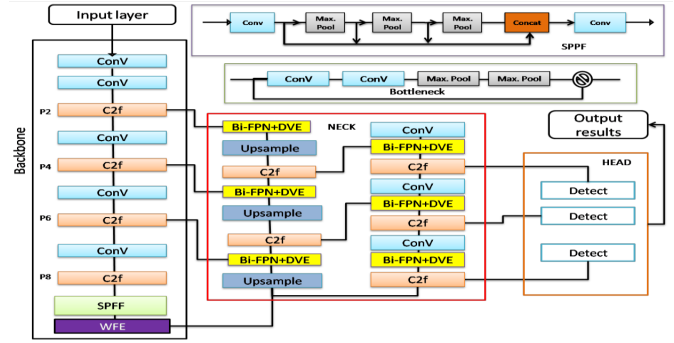 Input layer
Conv
Max.
Pool
Max.
Pool
Max.
Pool
Concat
Conv
SPPF
ConV
ConV
Max. Pool
Max. Pool
Bottleneck
Backbone
ConV
ConV
P2
C2f
ConV
P4
C2f
ConV
P6
C2f
ConV
P8
C2f
SPFF
WFE
NECK
Bi-FPN+DVE
Upsample
C2f
Bi-FPN+DVE
Upsample
C2f
Bi-FPN+DVE
Upsample
ConV
Bi-FPN+DVE
C2f
ConV
Bi-FPN+DVE
C2f
ConV
Bi-FPN+DVE
C2f
Output
results
HEAD
Detect
Detect
Detect